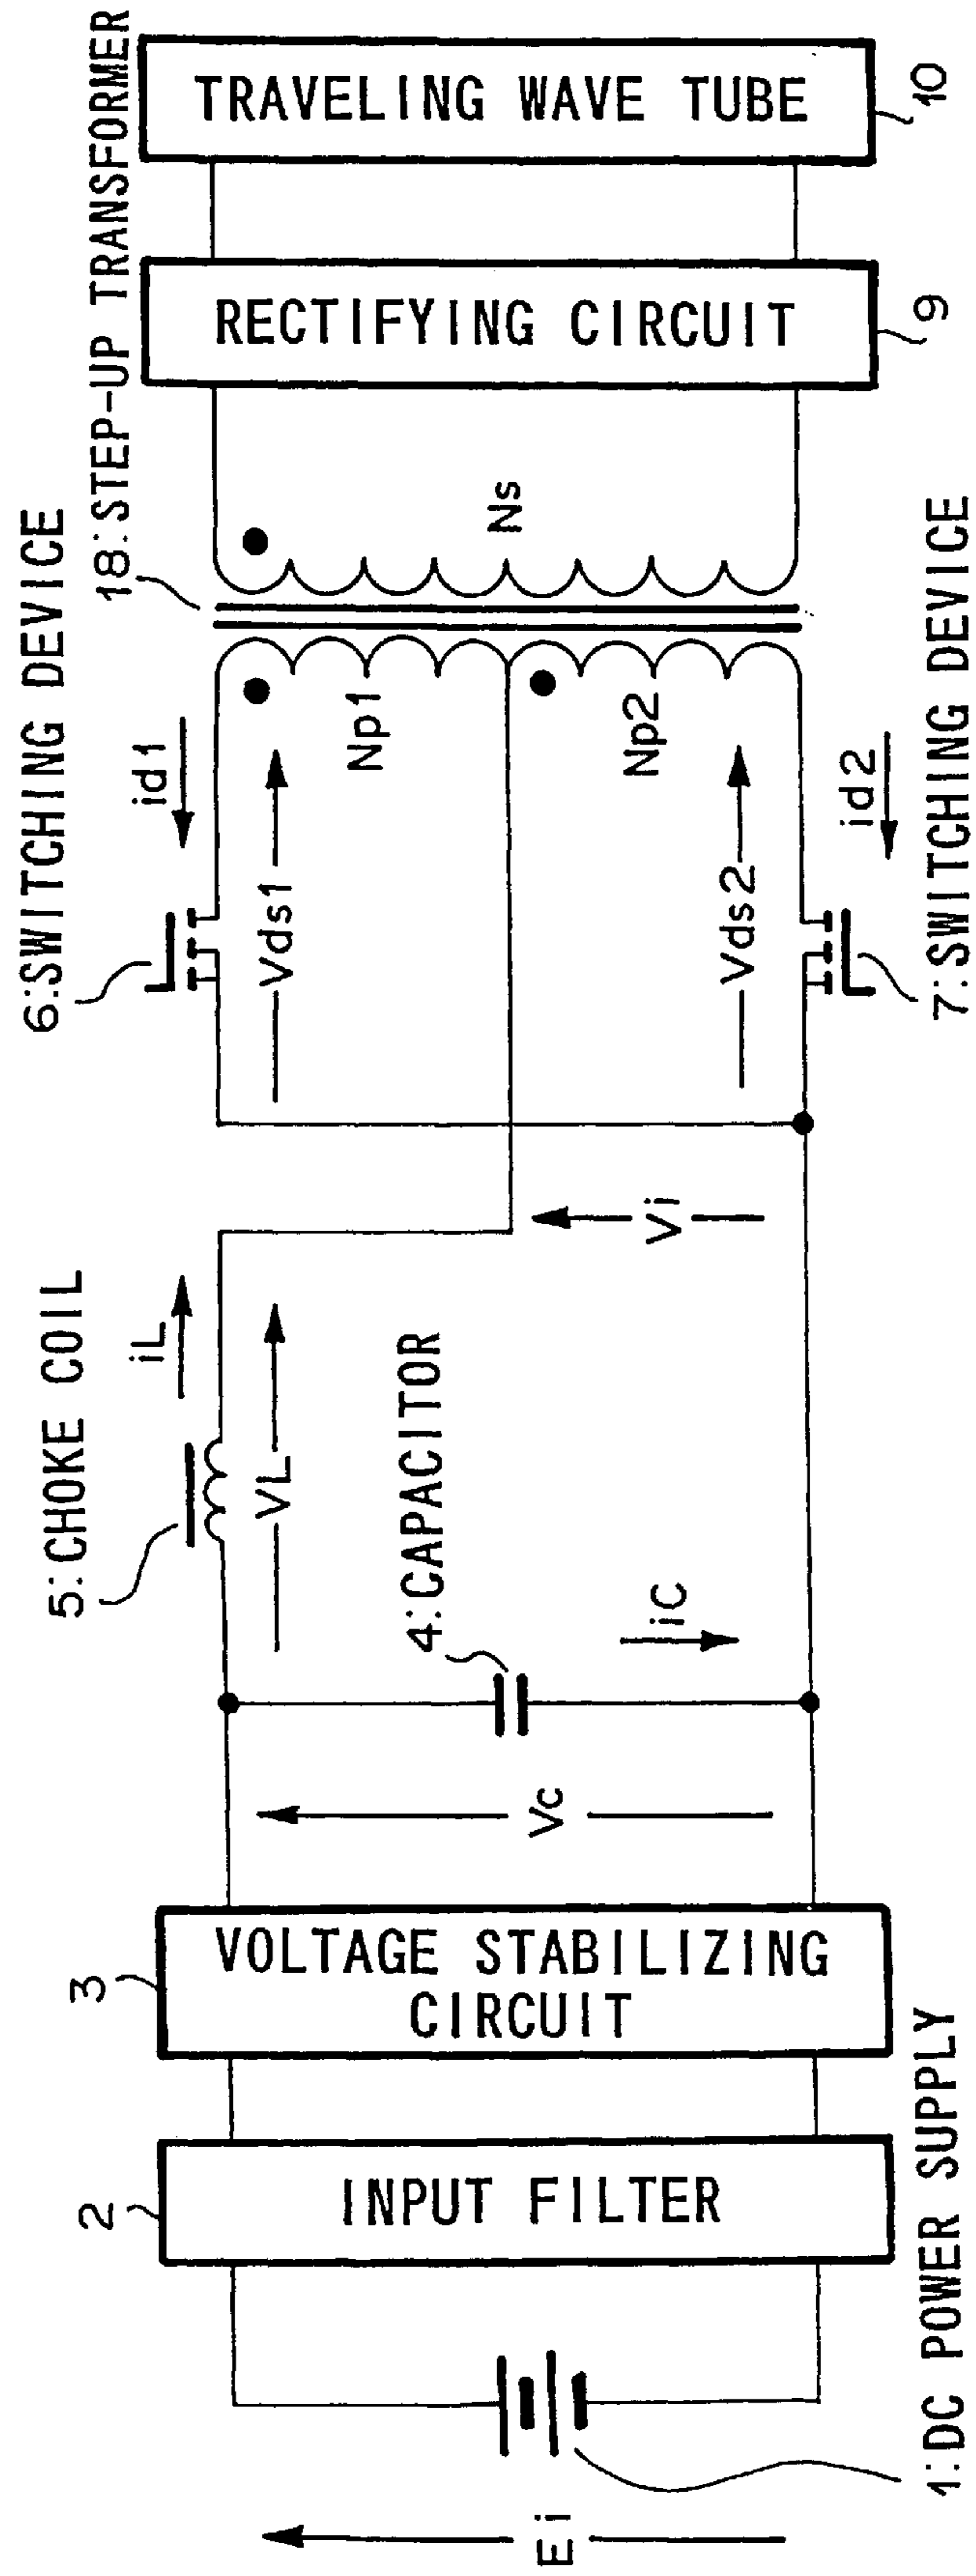 1:DC POWER SUPPLY
Ei
2
INPUT FILTER
3
VOLTAGE STABILIZING
CIRCUIT
Vc
4:CAPACITOR
iC
5:CHOKE COIL
iL
VL
Vi
6:SWITCHING DEVICE
id1
Vds1
Np1
Np2
Vds2
id2
7:SWITCHING DEVICE
18:STEP-UP TRANSFORMER
Ns
RECTIFYING CIRCUIT
9
TRAVELING WAVE TUBE
10